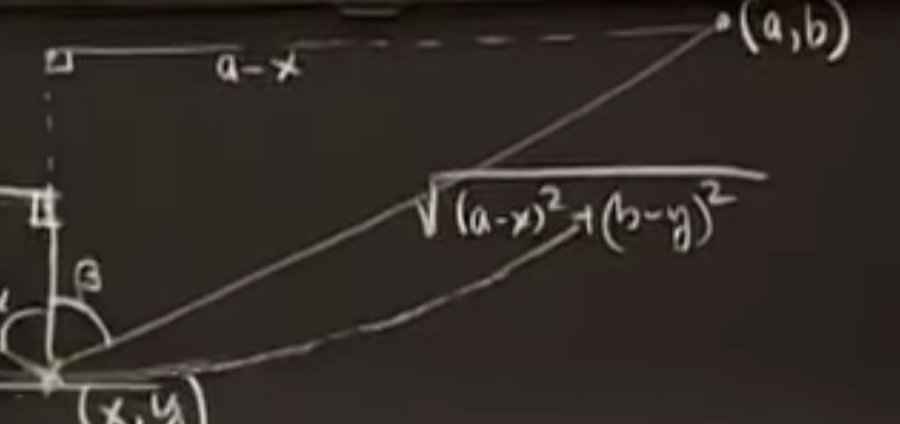 (a,b)
a-x
√(a-x)²+(b-y)²
β
(x,y)